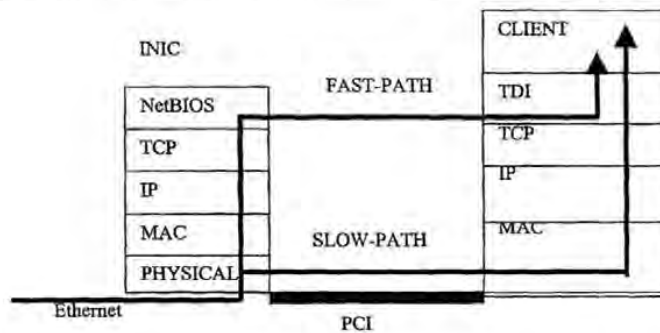 CLIENT
INIC
FAST-PATH
NetBIOS
TDI
TCP
TCP
IP
IP
MAC
SLOW-PATH
MAC
PHYSICAL
Ethernet
PCI